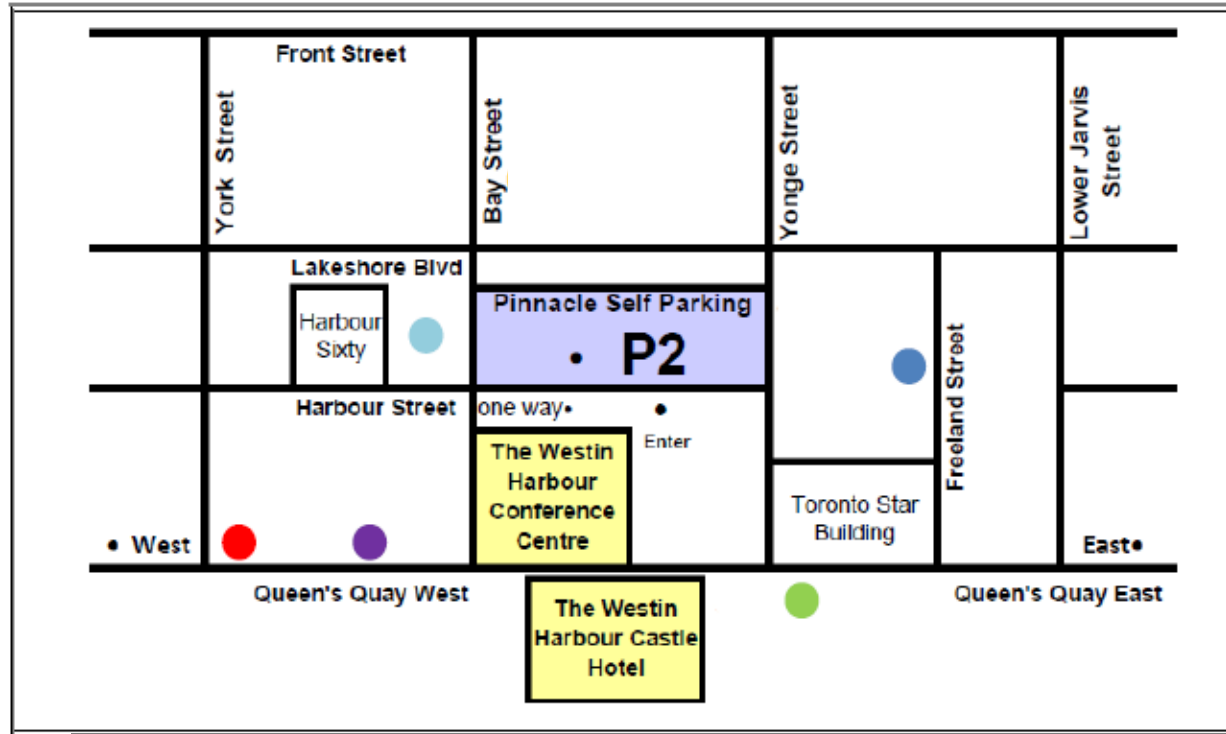 Front Street
York Street
Bay Street
Yonge Street
Lower Jarvis
Street
Lakeshore Blvd
Harbour
Sixty
Pinnacle Self Parking
• P2
Freeland Street
Harbour Street
one way•
•
Enter
The Westin
Harbour
Conference
Centre
Toronto Star
Building
• West
East•
Queen's Quay West
Queen's Quay East
The Westin
Harbour Castle
Hotel